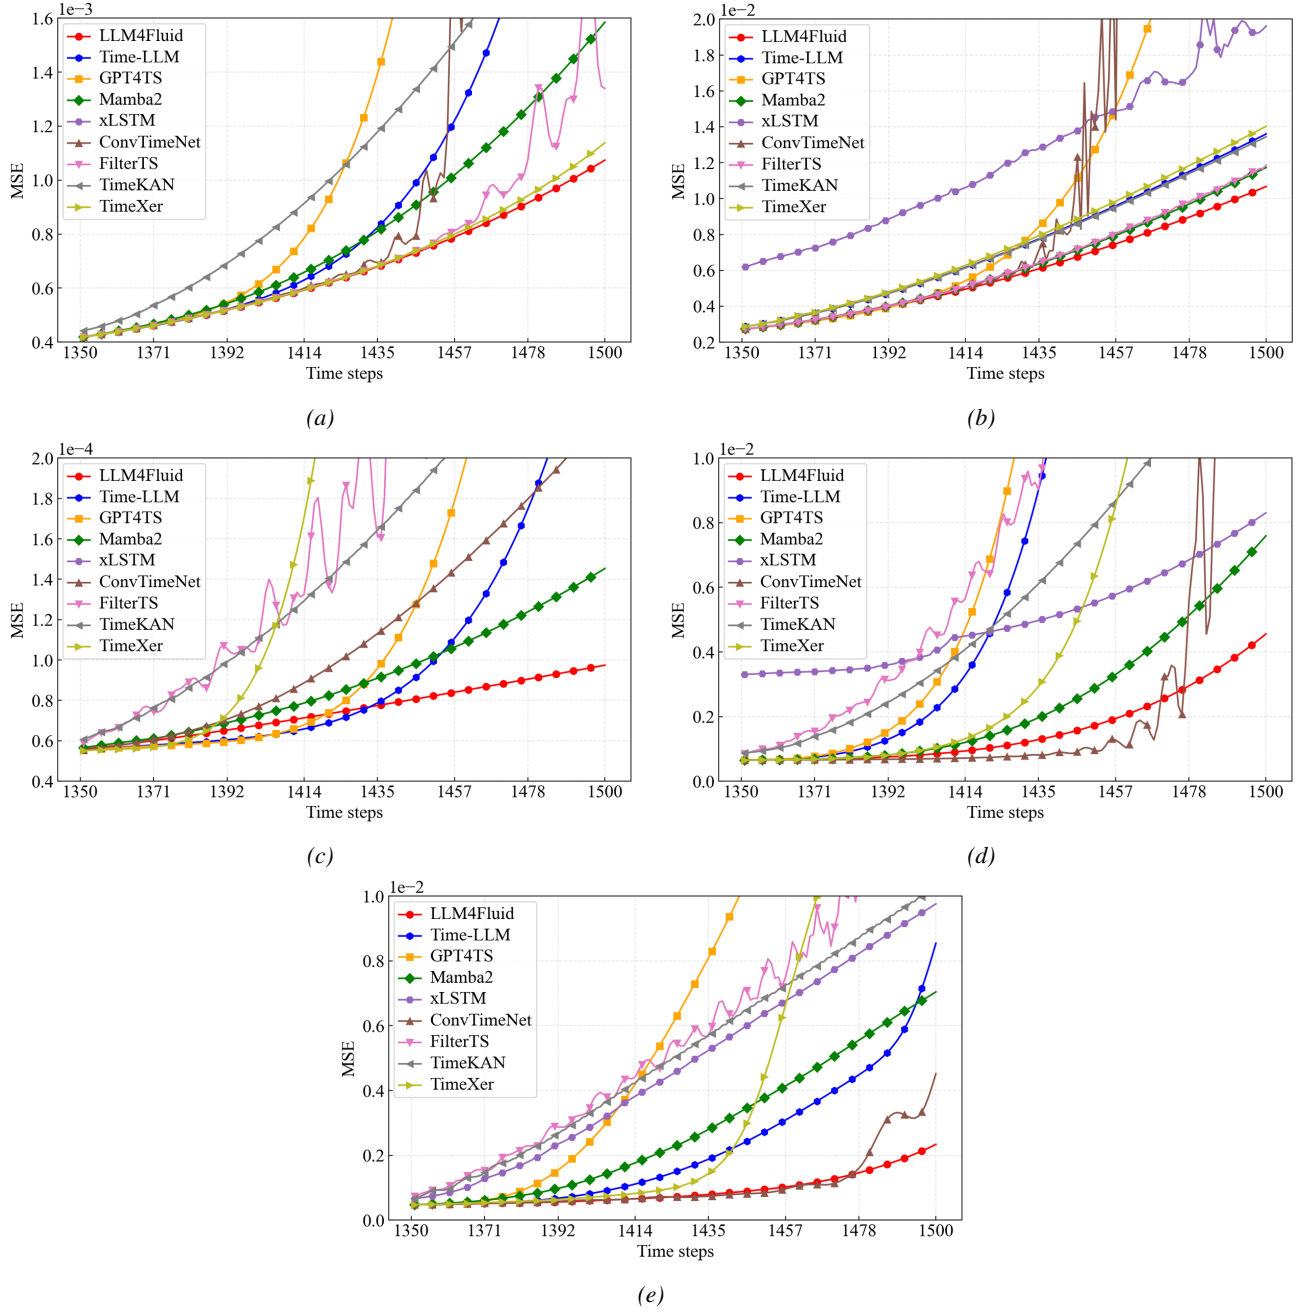 1e−3
1.6
1.4
1.2
1.0
0.8
0.6
0.4
MSE
LLM4Fluid
Time-LLM
GPT4TS
Mamba2
xLSTM
ConvTimeNet
FilterTS
TimeKAN
TimeXer
1350 1371 1392 1414 1435 1457 1478 1500
Time steps
(a)
1e−2
2.0
1.8
1.6
1.4
1.2
1.0
0.8
0.6
0.4
0.2
MSE
LLM4Fluid
Time-LLM
GPT4TS
Mamba2
xLSTM
ConvTimeNet
FilterTS
TimeKAN
TimeXer
1350 1371 1392 1414 1435 1457 1478 1500
Time steps
(b)
1e−4
2.0
1.8
1.6
1.4
1.2
1.0
0.8
0.6
0.4
MSE
LLM4Fluid
Time-LLM
GPT4TS
Mamba2
xLSTM
ConvTimeNet
FilterTS
TimeKAN
TimeXer
1350 1371 1392 1414 1435 1457 1478 1500
Time steps
(c)
1e−2
1.0
0.8
0.6
0.4
0.2
0.0
MSE
LLM4Fluid
Time-LLM
GPT4TS
Mamba2
xLSTM
ConvTimeNet
FilterTS
TimeKAN
TimeXer
1350 1371 1392 1414 1435 1457 1478 1500
Time steps
(d)
1e−2
1.0
0.8
0.6
0.4
0.2
0.0
MSE
LLM4Fluid
Time-LLM
GPT4TS
Mamba2
xLSTM
ConvTimeNet
FilterTS
TimeKAN
TimeXer
1350 1371 1392 1414 1435 1457 1478 1500
Time steps
(e)